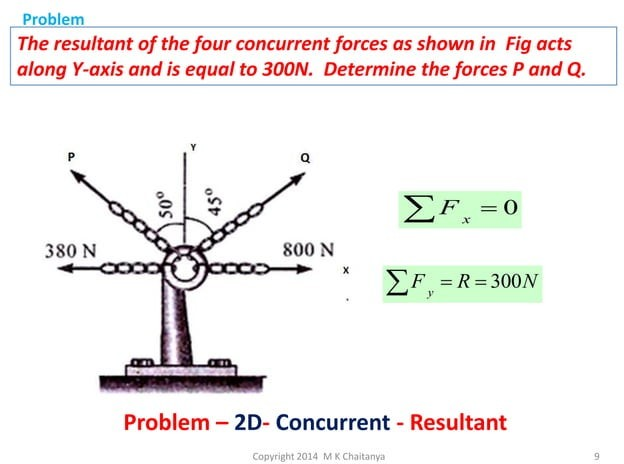 Problem
The resultant of the four concurrent forces as shown in  Fig acts
along Y-axis and is equal to 300N.  Determine the forces P and Q.
P
Y
Q
50°
45°
∑Fₓ = 0
380 N
800 N
X
.
∑F_y = R = 300N
Problem – 2D- Concurrent - Resultant
Copyright 2014  M K Chaitanya
9